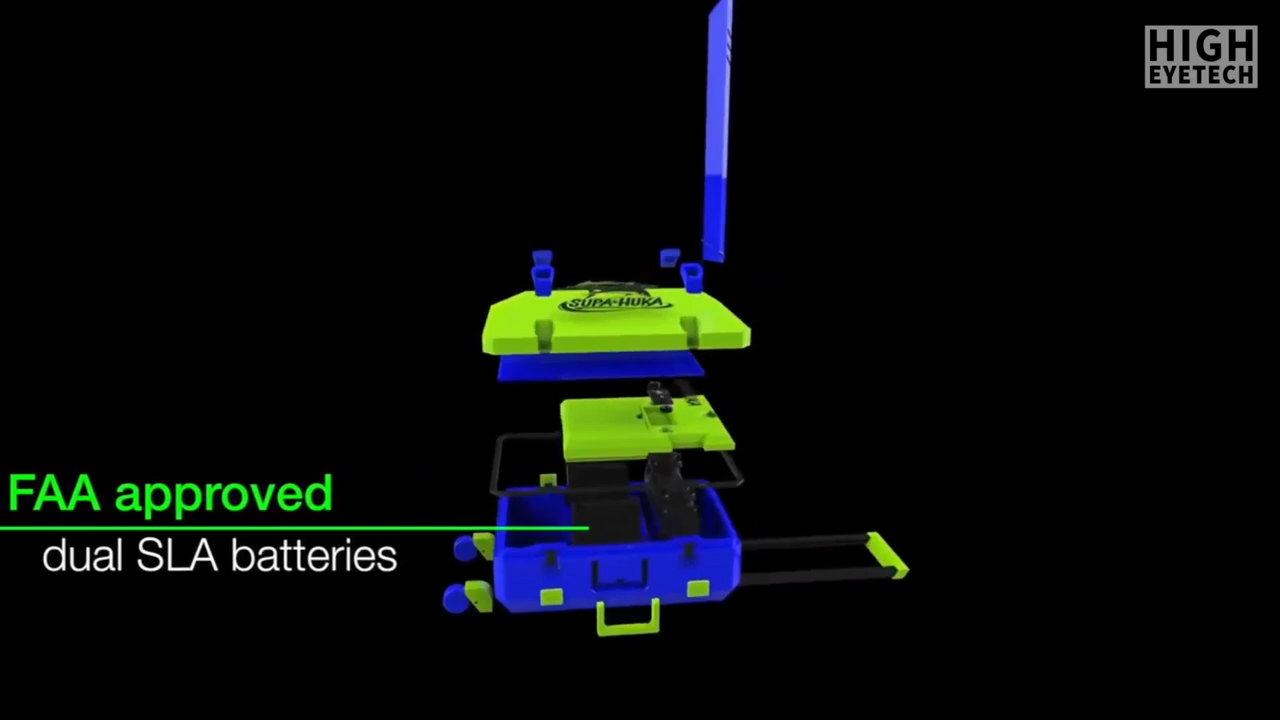 HIGH
EYETECH
SUPA-HUKA
FAA approved
dual SLA batteries